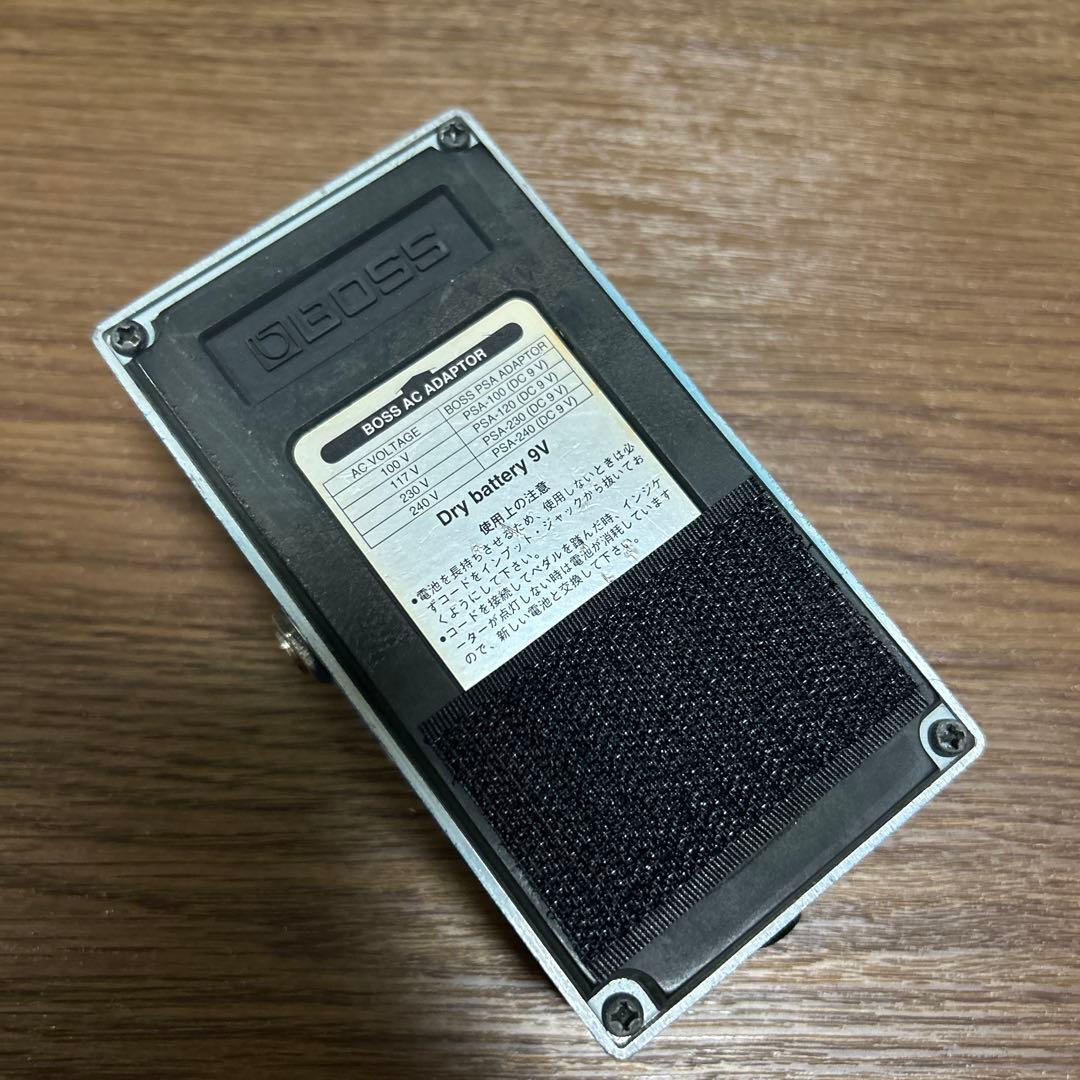 BOSS
BOSS AC ADAPTOR
AC VOLTAGE BOSS PSA ADAPTOR
100 V PSA-100 (DC 9 V)
117 V PSA-120 (DC 9 V)
230 V PSA-230 (DC 9 V)
240 V PSA-240 (DC 9 V)
Dry battery 9V
使用上の注意
●電池を長持ちさせるため、使用しないときは必
ずコードをインプット・ジャックから抜いてお
くようにして下さい。
●コードを接続してペダルを踏んだ時、インジケ
ーターが点灯しない時は電池が消耗しています
ので、新しい電池と交換して下さい。